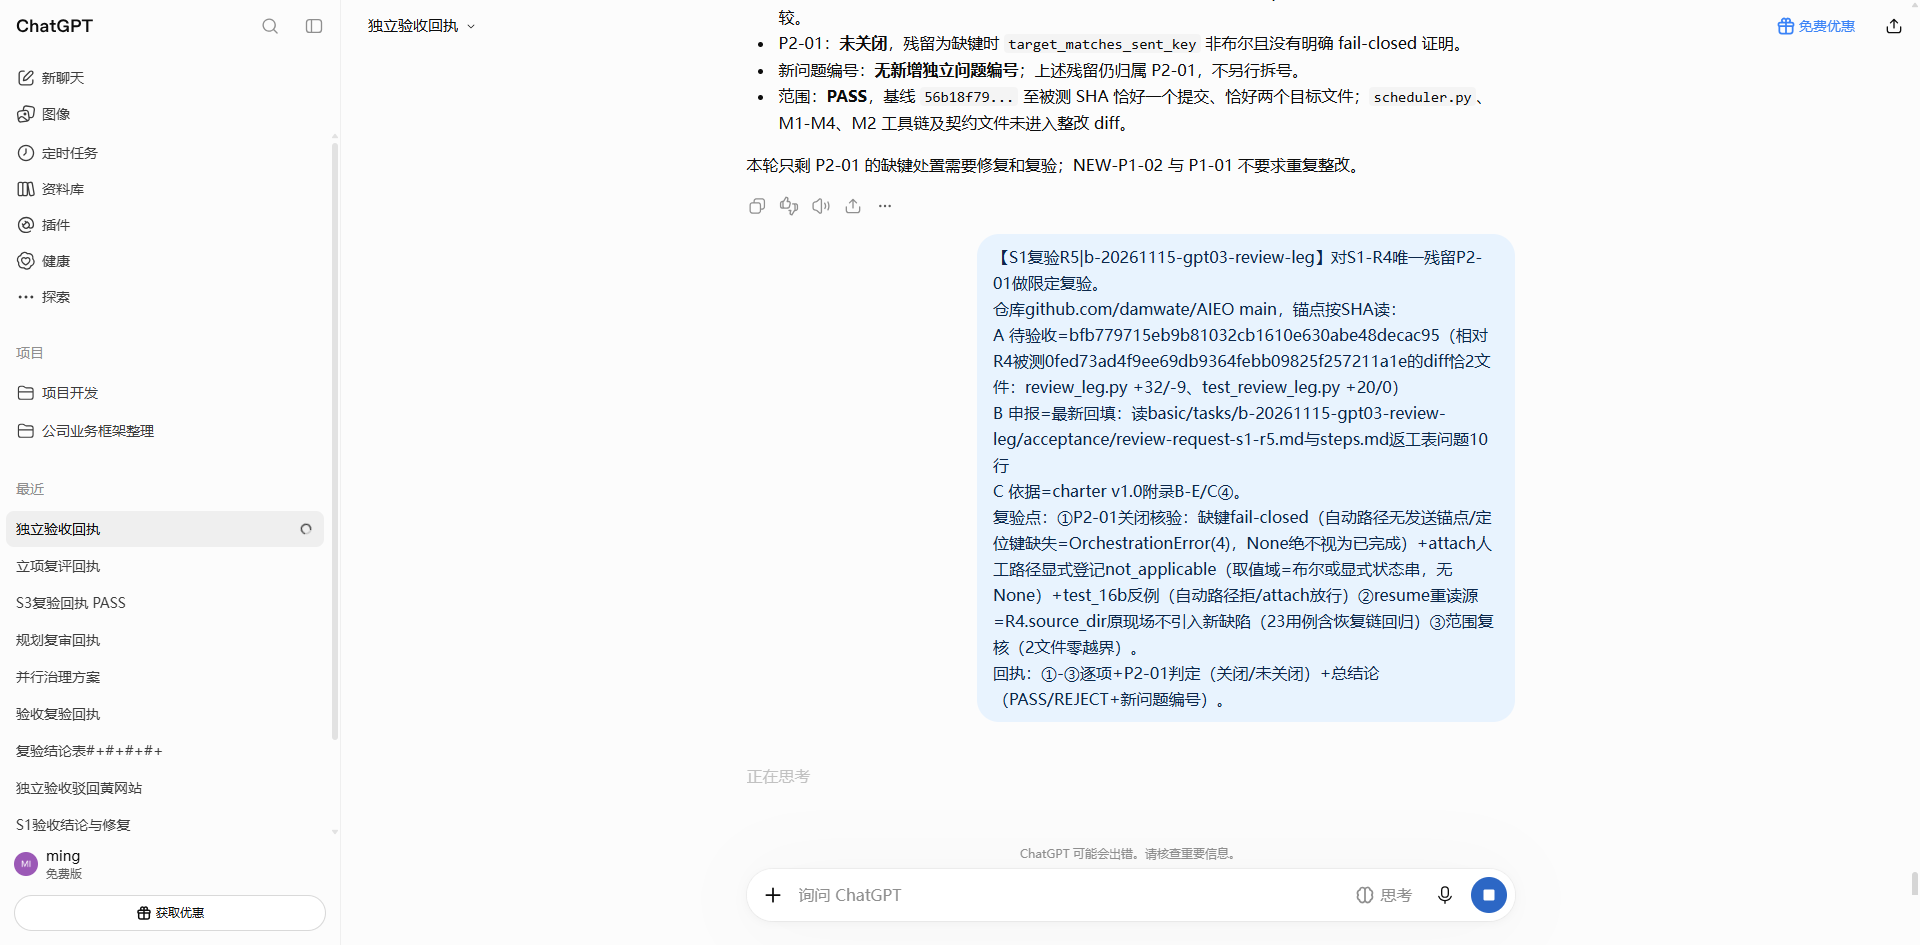 ChatGPT
新聊天
图像
定时任务
资料库
插件
健康
探索
项目
项目开发
公司业务框架整理
最近
独立验收回执
立项复评回执
S3复验回执 PASS
规划复审回执
并行治理方案
验收复验回执
复验结论表#+#+#+#+
独立验收驳回黄网站
S1验收结论与修复
MI
ming
免费版
获取优惠
独立验收回执
免费优惠
较。
P2-01：未关闭，残留为缺键时 target_matches_sent_key 非布尔且没有明确 fail-closed 证明。
新问题编号：无新增独立问题编号；上述残留仍归属 P2-01，不另行拆号。
范围：PASS，基线 56b18f79... 至被测 SHA 恰好一个提交、恰好两个目标文件；scheduler.py、
M1-M4、M2 工具链及契约文件未进入整改 diff。
本轮只剩 P2-01 的缺键处置需要修复和复验；NEW-P1-02 与 P1-01 不要求重复整改。
【S1复验R5|b-20261115-gpt03-review-leg】对S1-R4唯一残留P2-
01做限定复验。
仓库github.com/damwate/AIEO main，锚点按SHA读：
A 待验收=bfb779715eb9b81032cb1610e630abe48decac95（相对
R4被测0fed73ad4f9ee69db9364febb09825f257211a1e的diff恰2文
件：review_leg.py +32/-9、test_review_leg.py +20/0）
B 申报=最新回填：读basic/tasks/b-20261115-gpt03-review-
leg/acceptance/review-request-s1-r5.md与steps.md返工表问题10
行
C 依据=charter v1.0附录B-E/C④。
复验点：①P2-01关闭核验：缺键fail-closed（自动路径无发送锚点/定
位键缺失=OrchestrationError(4)，None绝不视为已完成）+attach人
工路径显式登记not_applicable（取值域=布尔或显式状态串，无
None）+test_16b反例（自动路径拒/attach放行）②resume重读源
=R4.source_dir原现场不引入新缺陷（23用例含恢复链回归）③范围复
核（2文件零越界）。
回执：①-③逐项+P2-01判定（关闭/未关闭）+总结论
（PASS/REJECT+新问题编号）。
正在思考
ChatGPT 可能会出错。请核查重要信息。
询问 ChatGPT
思考